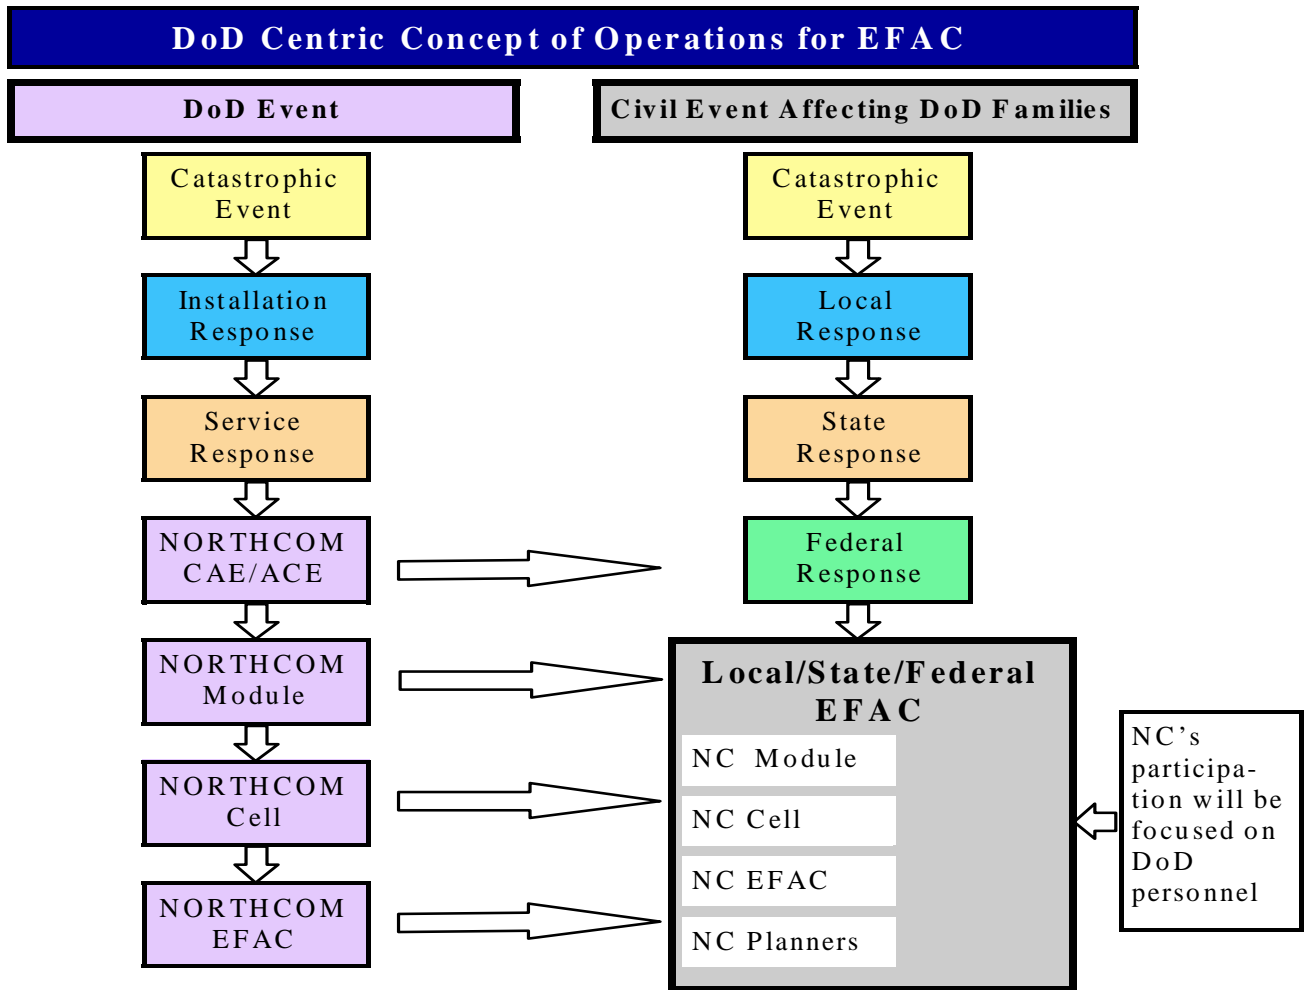 DoD Centric Concept of Operations for EFAC
DoD Event
Civil Event Affecting DoD Families
Catastrophic
Event
Installation
Response
Service
Response
NORTHCOM
CAE/ACE
NORTHCOM
Module
NORTHCOM
Cell
NORTHCOM
EFAC
Catastrophic
Event
Local
Response
State
Response
Federal
Response
Local/State/Federal
EFAC
NC Module
NC Cell
NC EFAC
NC Planners
NC’s
participa-
tion will be
focused on
DoD
personnel